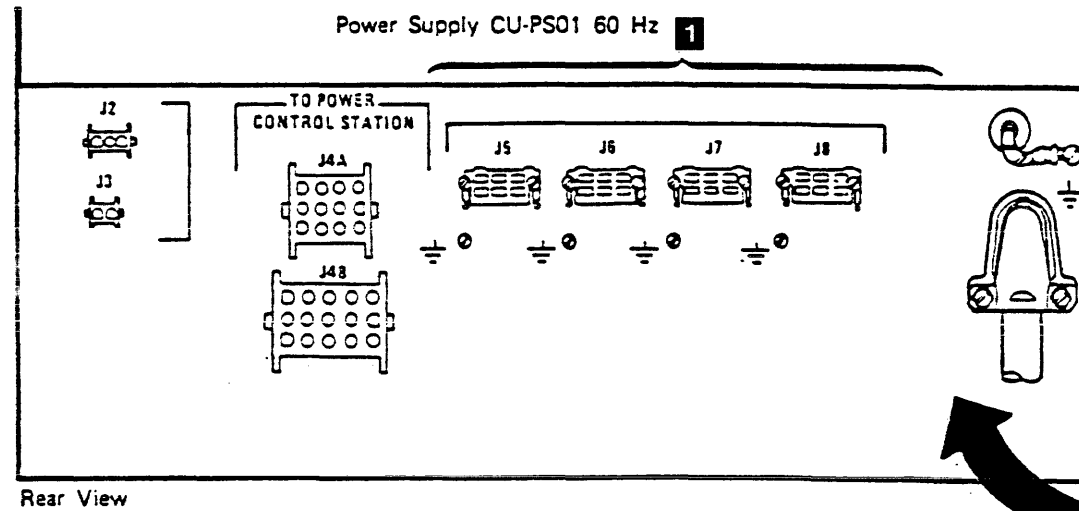 Power Supply CU-PS01 60 Hz 1
J2
TO POWER
CONTROL STATION
J3
J4A
J5 J6 J7 J8
J4B
Rear View